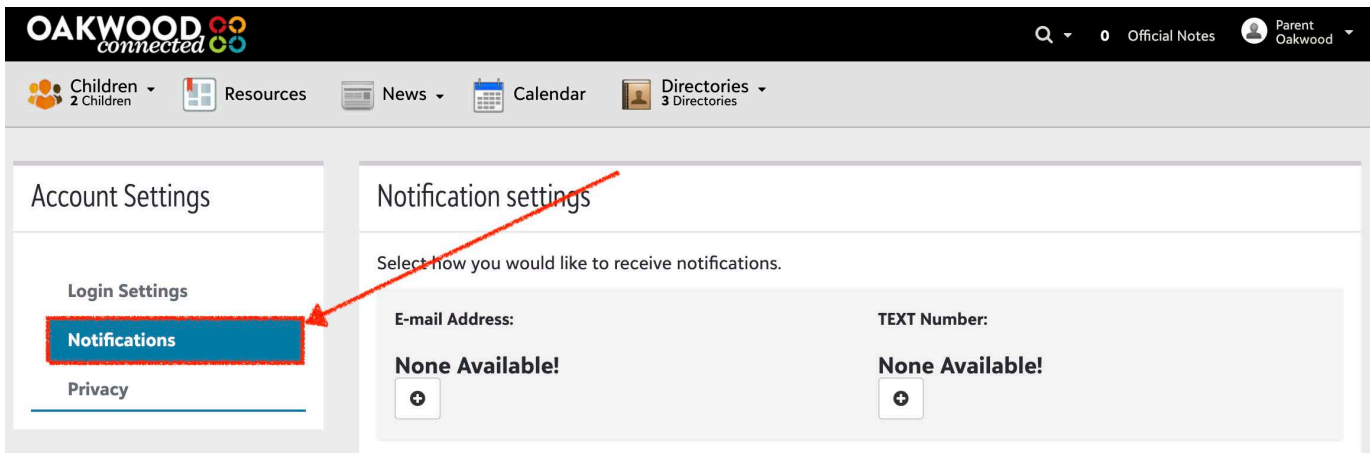 OAKWOOD
connected
0 Official Notes
Parent
Oakwood
Children
2 Children
Resources
News
Calendar
Directories
3 Directories
Account Settings
Login Settings
Notifications
Privacy
Notification settings
Select how you would like to receive notifications.
E-mail Address:
None Available!
TEXT Number:
None Available!